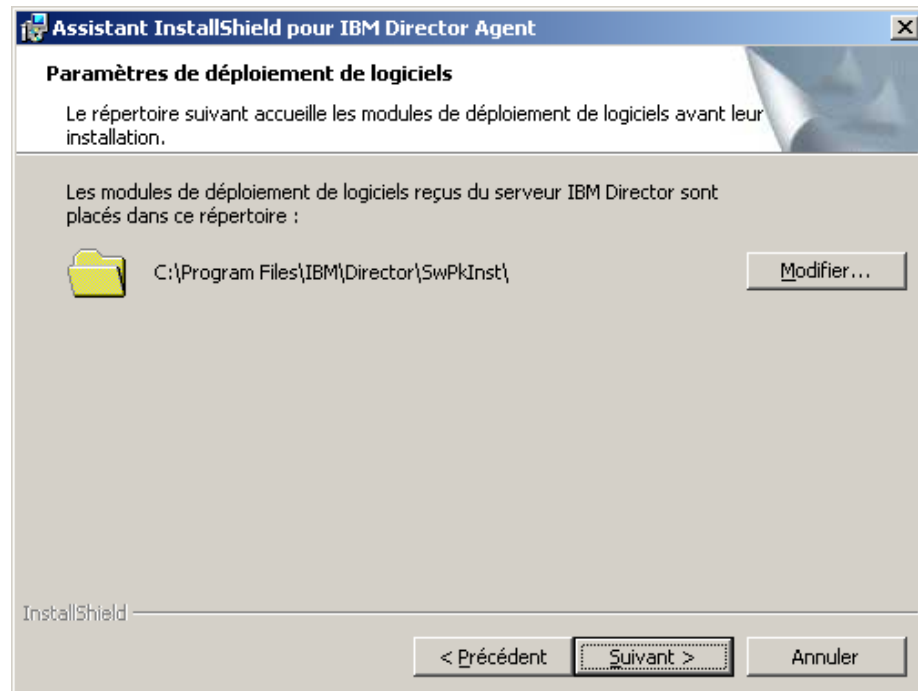 Assistant InstallShield pour IBM Director Agent
Paramètres de déploiement de logiciels
Le répertoire suivant accueille les modules de déploiement de logiciels avant leur
installation.
Les modules de déploiement de logiciels reçus du serveur IBM Director sont
placés dans ce répertoire :
C:\Program Files\IBM\Director\SwPkInst\
Modifier...
InstallShield
< Précédent
Suivant >
Annuler